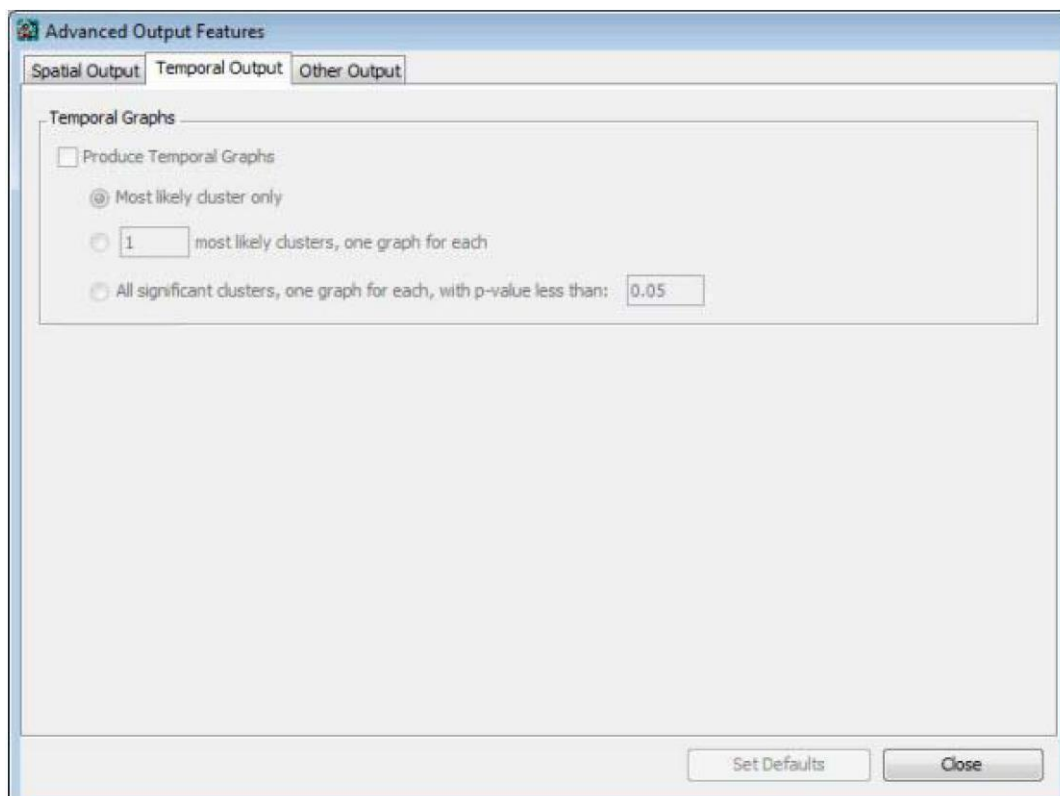 Advanced Output Features
Spatial Output Temporal Output Other Output
Temporal Graphs
Produce Temporal Graphs
Most likely cluster only
1 most likely clusters, one graph for each
All significant clusters, one graph for each, with p-value less than: 0.05
Set Defaults Close